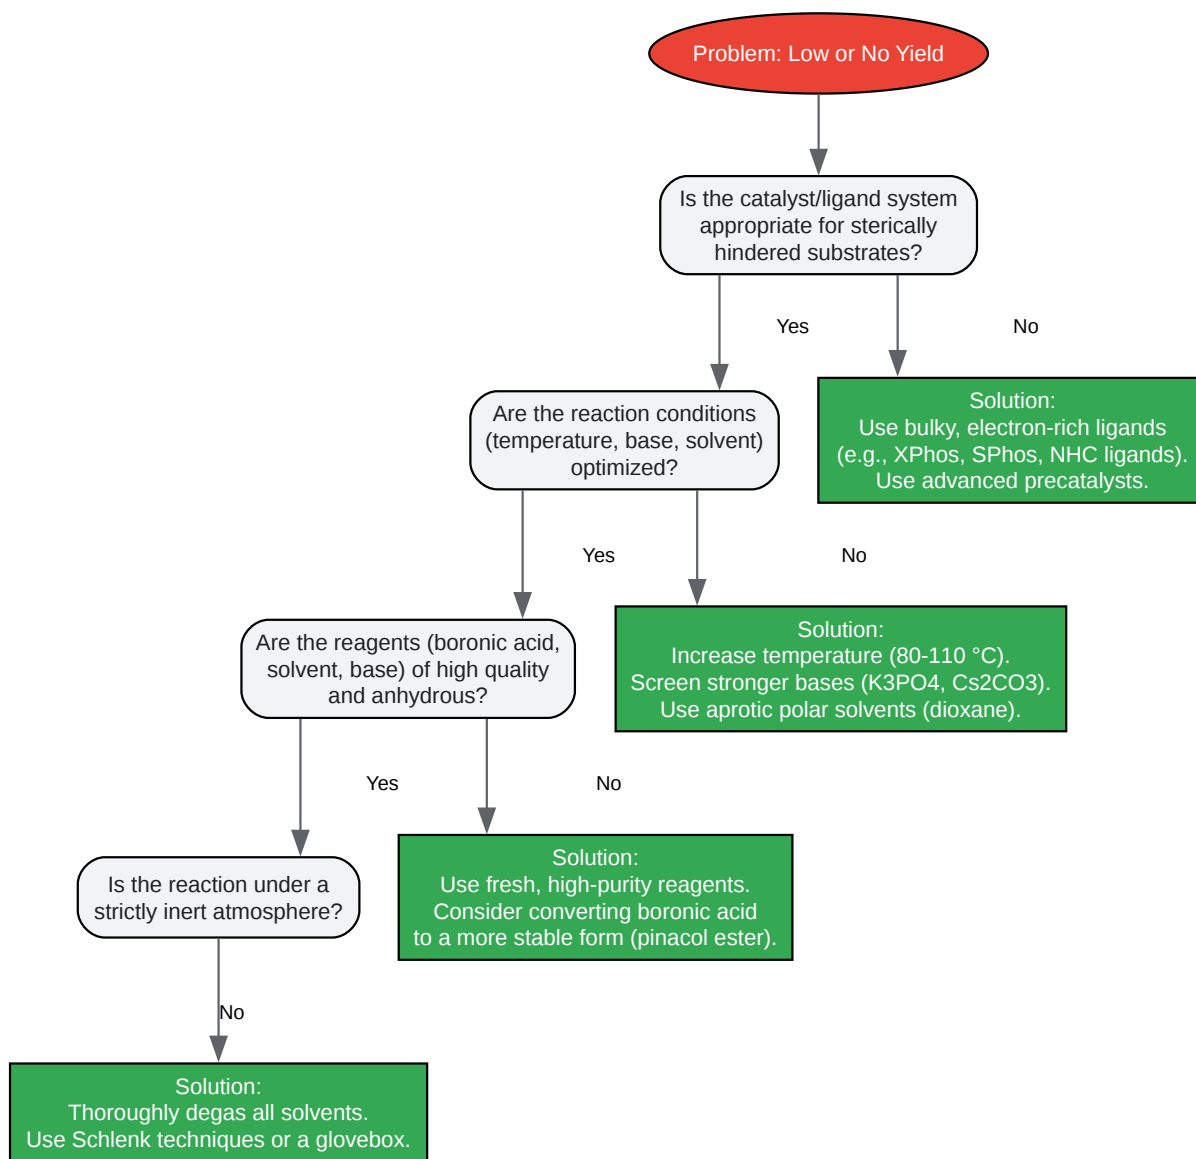 Problem: Low or No Yield
Is the catalyst/ligand system
appropriate for sterically
hindered substrates?
Yes
No
Are the reaction conditions
(temperature, base, solvent)
optimized?
Solution:
Use bulky, electron-rich ligands
(e.g., XPhos, SPhos, NHC ligands).
Use advanced precatalysts.
Yes
No
Are the reagents (boronic acid,
solvent, base) of high quality
and anhydrous?
Solution:
Increase temperature (80-110 °C).
Screen stronger bases (K3PO4, Cs2CO3).
Use aprotic polar solvents (dioxane).
Yes
No
Is the reaction under a
strictly inert atmosphere?
Solution:
Use fresh, high-purity reagents.
Consider converting boronic acid
to a more stable form (pinacol ester).
No
Solution:
Thoroughly degas all solvents.
Use Schlenk techniques or a glovebox.